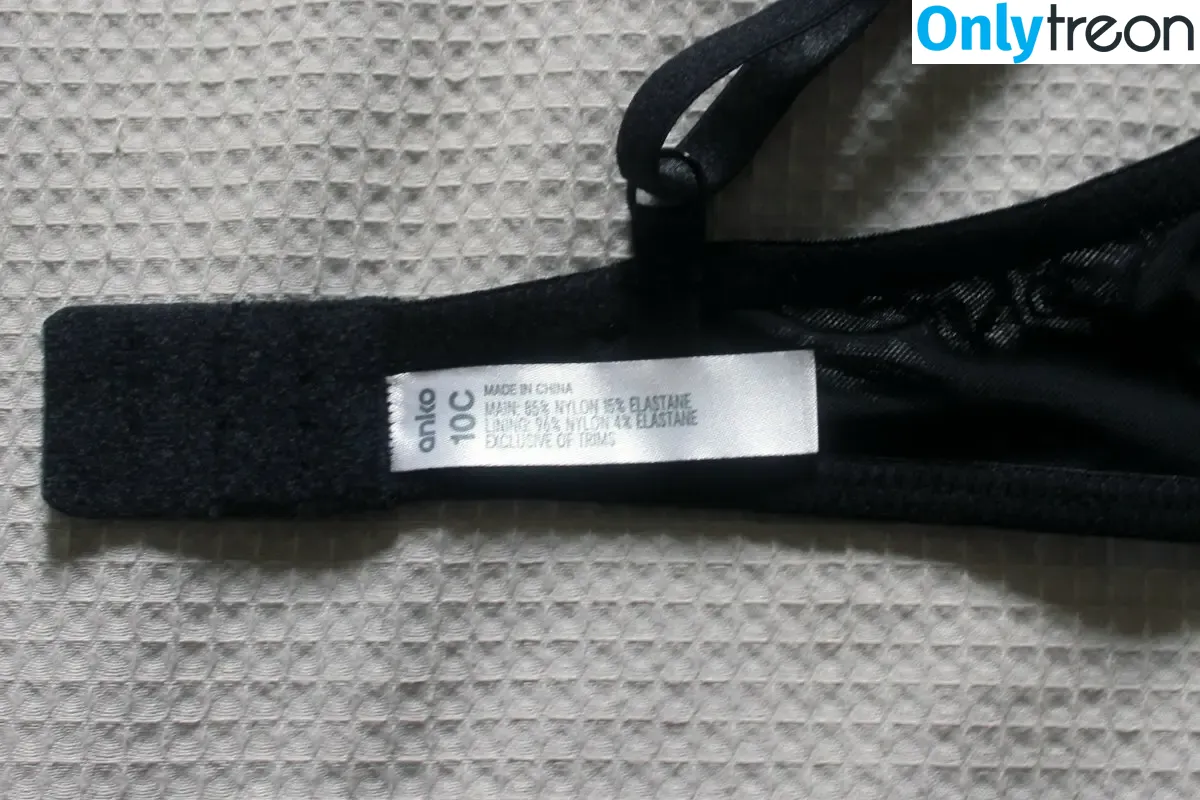 Onlytreon
anko
10C
MADE IN CHINA
MAIN: 85% NYLON 15% ELASTANE
LINING: 96% NYLON 4% ELASTANE
EXCLUSIVE OF TRIMS